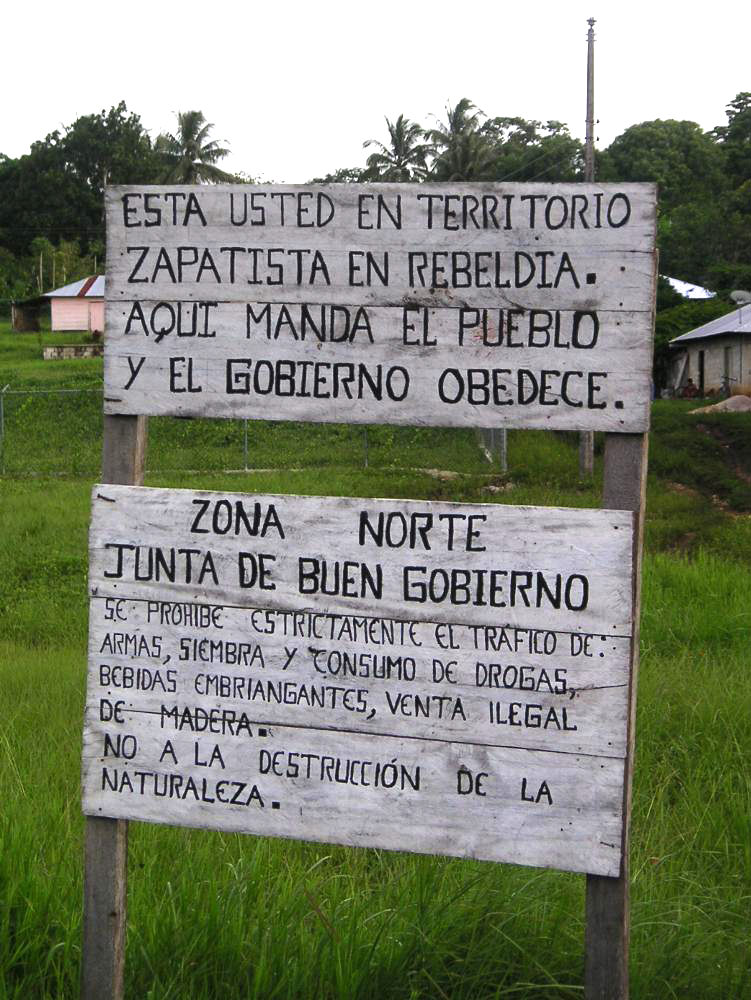 ESTA USTED EN TERRITORIO
ZAPATISTA EN REBELDIA.
AQUI MANDA EL PUEBLO
Y EL GOBIERNO OBEDECE.
ZONA NORTE
JUNTA DE BUEN GOBIERNO
SE PROHIBE ESTRICTAMENTE EL TRÁFICO DE:
ARMAS, SIEMBRA Y CONSUMO DE DROGAS,
BEBIDAS EMBRIANGANTES, VENTA ILEGAL
DE MADERA.
NO A LA DESTRUCCIÓN DE LA
NATURALEZA.